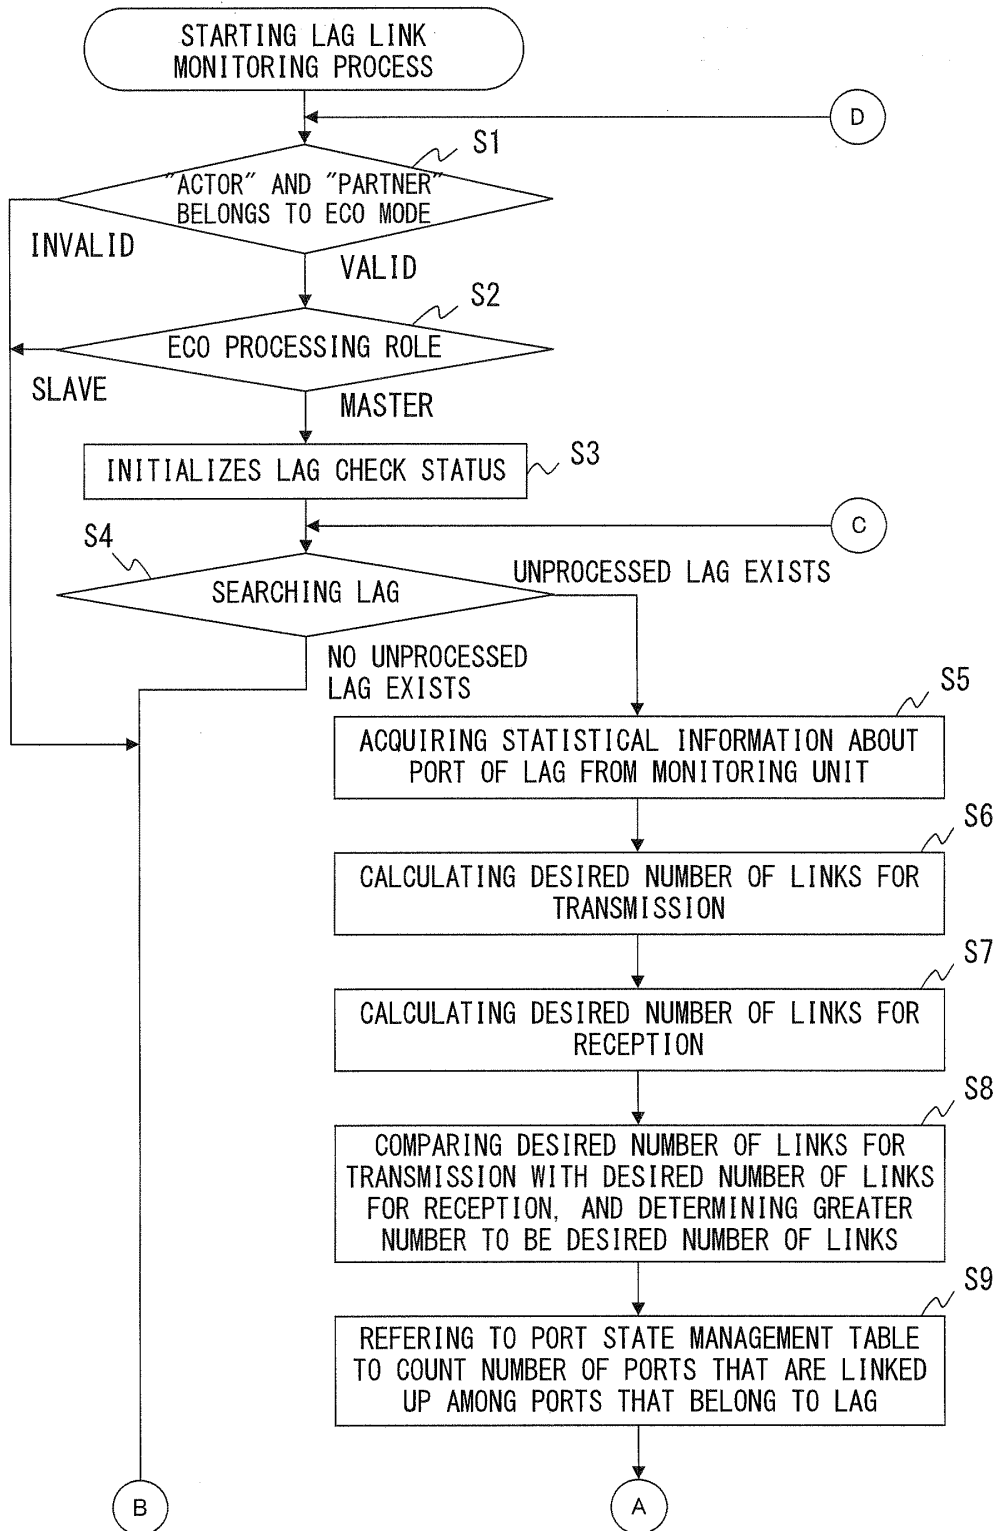 STARTING LAG LINK
MONITORING PROCESS
D
S1
"ACTOR" AND "PARTNER"
BELONGS TO ECO MODE
INVALID
VALID
S2
ECO PROCESSING ROLE
SLAVE
MASTER
S3
INITIALIZES LAG CHECK STATUS
C
S4
SEARCHING LAG
UNPROCESSED LAG EXISTS
NO UNPROCESSED
LAG EXISTS
S5
ACQUIRING STATISTICAL INFORMATION ABOUT
PORT OF LAG FROM MONITORING UNIT
S6
CALCULATING DESIRED NUMBER OF LINKS FOR
TRANSMISSION
S7
CALCULATING DESIRED NUMBER OF LINKS FOR
RECEPTION
S8
COMPARING DESIRED NUMBER OF LINKS FOR
TRANSMISSION WITH DESIRED NUMBER OF LINKS
FOR RECEPTION, AND DETERMINING GREATER
NUMBER TO BE DESIRED NUMBER OF LINKS
S9
REFERING TO PORT STATE MANAGEMENT TABLE
TO COUNT NUMBER OF PORTS THAT ARE LINKED
UP AMONG PORTS THAT BELONG TO LAG
B
A